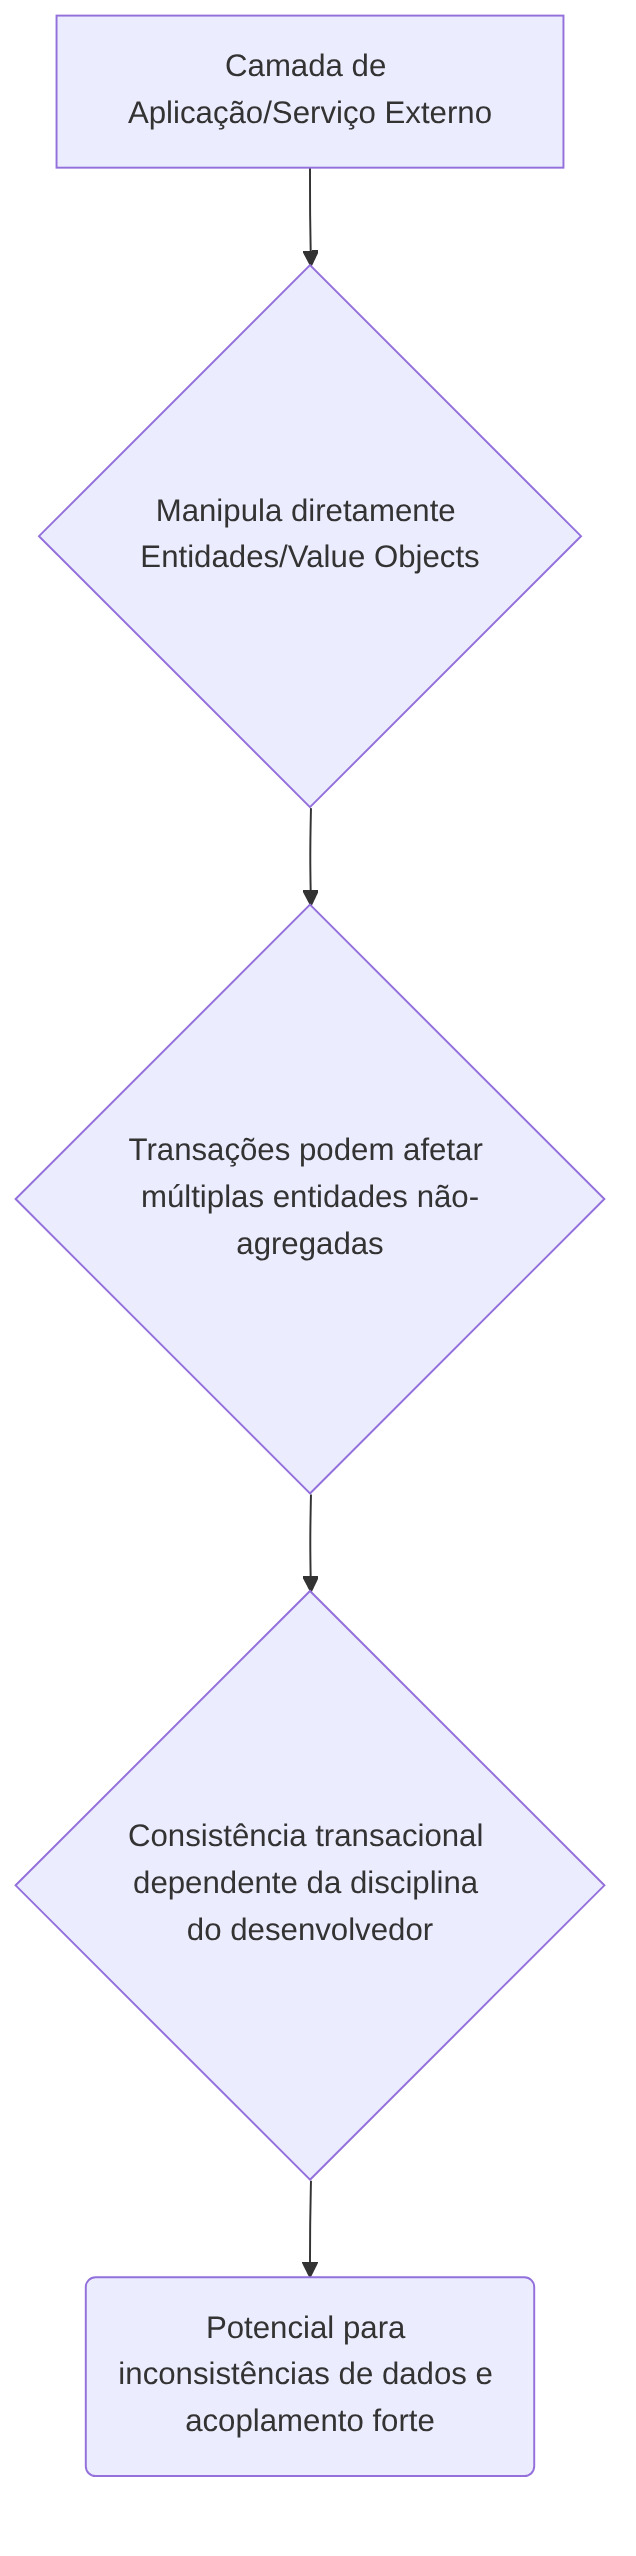 Camada de
Aplicação/Serviço Externo
Manipula diretamente
Entidades/Value Objects
Transações podem afetar
múltiplas entidades não-
agregadas
Consistência transacional
dependente da disciplina
do desenvolvedor
Potencial para
inconsistências de dados e
acoplamento forte